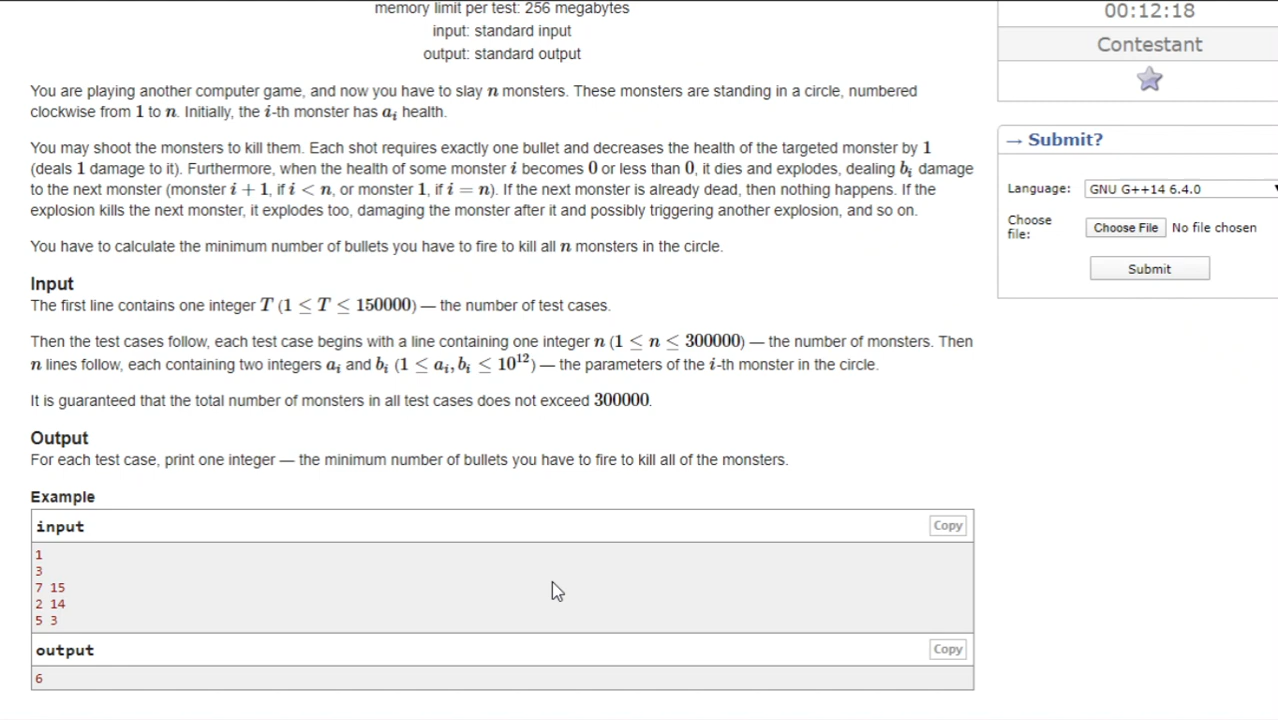 memory limit per test: 256 megabytes
input: standard input
output: standard output
You are playing another computer game, and now you have to slay n monsters. These monsters are standing in a circle, numbered
clockwise from 1 to n. Initially, the i-th monster has aᵢ health.
You may shoot the monsters to kill them. Each shot requires exactly one bullet and decreases the health of the targeted monster by 1
(deals 1 damage to it). Furthermore, when the health of some monster i becomes 0 or less than 0, it dies and explodes, dealing bᵢ damage
to the next monster (monster i + 1, if i < n, or monster 1, if i = n). If the next monster is already dead, then nothing happens. If the
explosion kills the next monster, it explodes too, damaging the monster after it and possibly triggering another explosion, and so on.
You have to calculate the minimum number of bullets you have to fire to kill all n monsters in the circle.
Input
The first line contains one integer T (1 ≤ T ≤ 150000) — the number of test cases.
Then the test cases follow, each test case begins with a line containing one integer n (1 ≤ n ≤ 300000) — the number of monsters. Then
n lines follow, each containing two integers aᵢ and bᵢ (1 ≤ aᵢ, bᵢ ≤ 10¹²) — the parameters of the i-th monster in the circle.
It is guaranteed that the total number of monsters in all test cases does not exceed 300000.
Output
For each test case, print one integer — the minimum number of bullets you have to fire to kill all of the monsters.
Example
input
Copy
1
3
7 15
2 14
5 3
output
Copy
6
00:12:18
Contestant
→ Submit?
Language: GNU G++14 6.4.0
Choose file: Choose File No file chosen
Submit